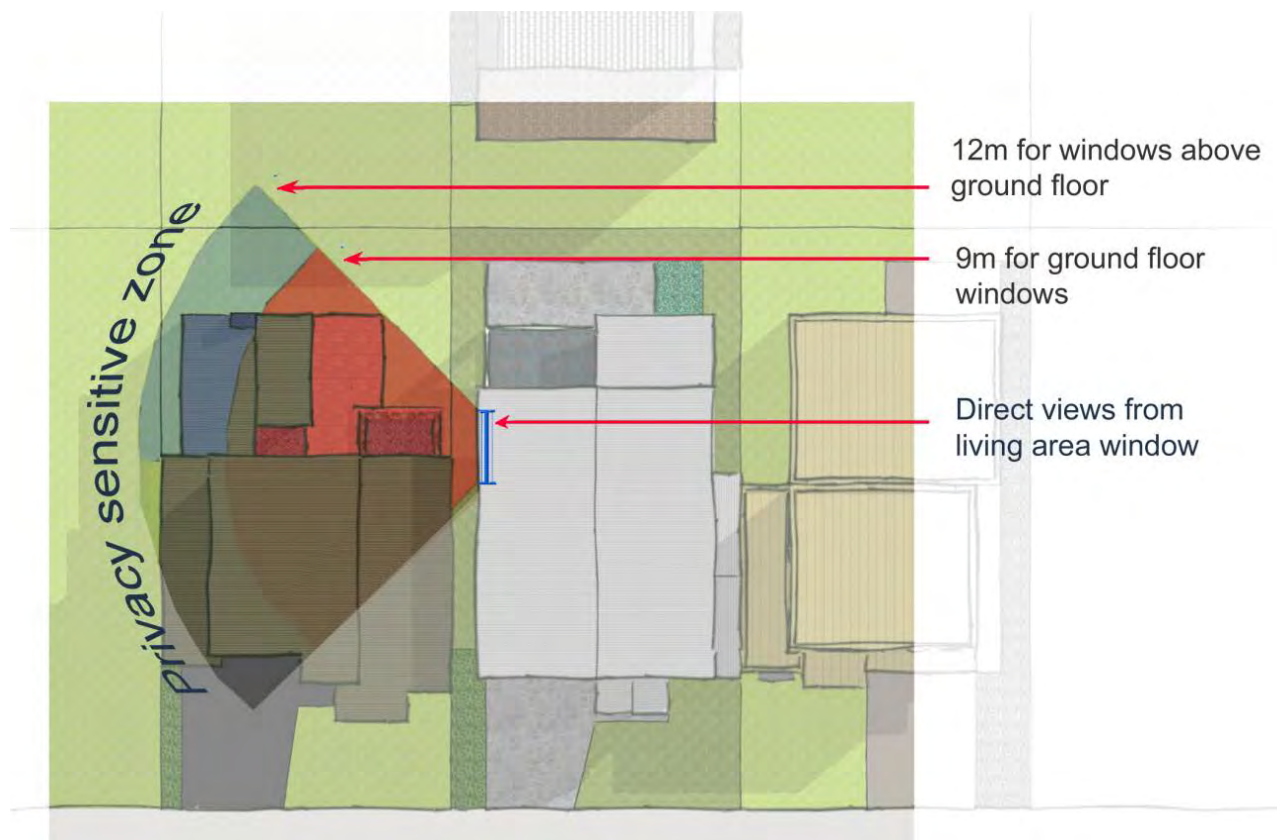 12m for windows above
ground floor
9m for ground floor
windows
Direct views from
living area window
Privacy sensitive zone